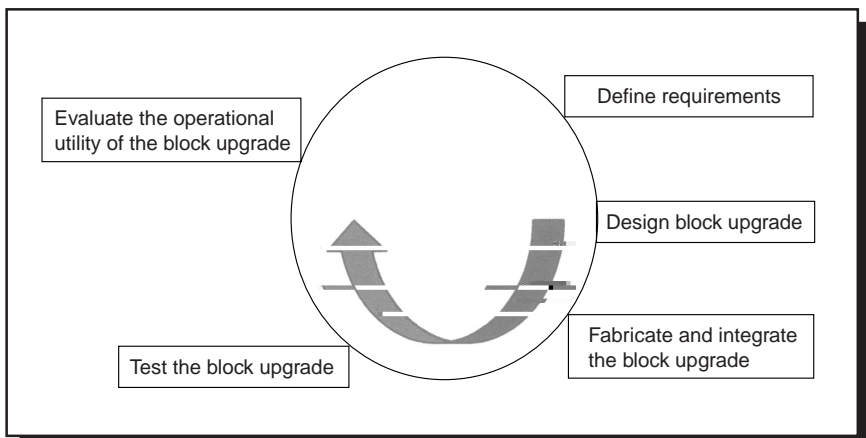 Define requirements
Design block upgrade
Fabricate and integrate
the block upgrade
Test the block upgrade
Evaluate the operational
utility of the block upgrade